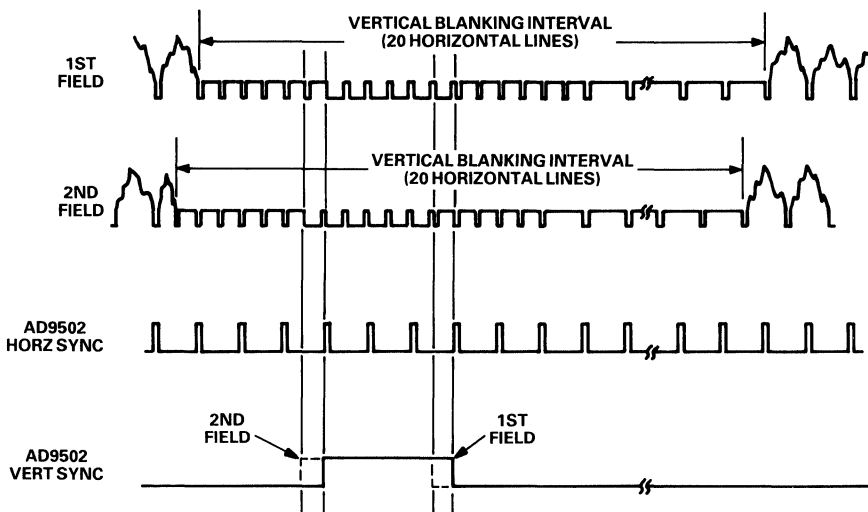 VERTICAL BLANKING INTERVAL
(20 HORIZONTAL LINES)
1ST
FIELD
VERTICAL BLANKING INTERVAL
(20 HORIZONTAL LINES)
2ND
FIELD
AD9502
HORZ SYNC
2ND
FIELD
1ST
FIELD
AD9502
VERT SYNC